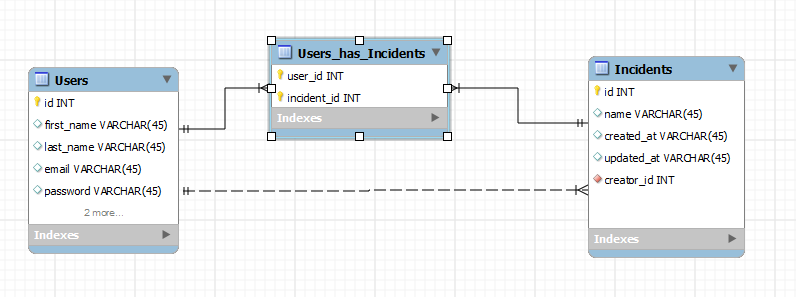 Users
id INT
first_name VARCHAR(45)
last_name VARCHAR(45)
email VARCHAR(45)
password VARCHAR(45)
2 more...
Indexes
Users_has_Incidents
user_id INT
incident_id INT
Indexes
Incidents
id INT
name VARCHAR(45)
created_at VARCHAR(45)
updated_at VARCHAR(45)
creator_id INT
Indexes